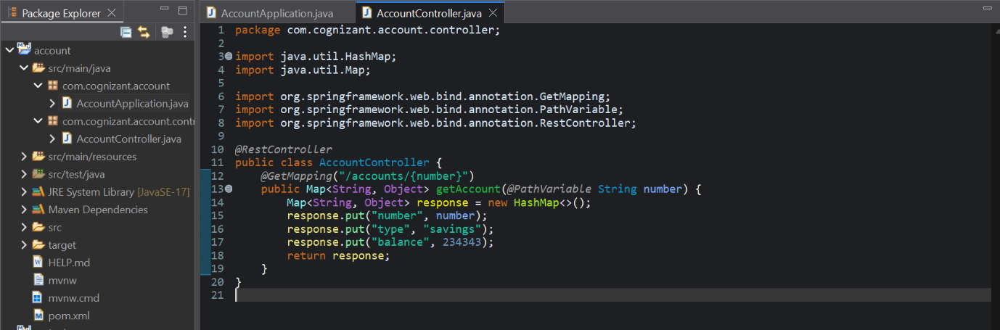 Package Explorer
account
src/main/java
com.cognizant.account
AccountApplication.java
com.cognizant.account.contr
AccountController.java
src/main/resources
src/test/java
JRE System Library [JavaSE-17]
Maven Dependencies
src
target
HELP.md
mvnw
mvnw.cmd
pom.xml
AccountApplication.java
AccountController.java
1 package com.cognizant.account.controller;
2
3 import java.util.HashMap;
4 import java.util.Map;
5
6 import org.springframework.web.bind.annotation.GetMapping;
7 import org.springframework.web.bind.annotation.PathVariable;
8 import org.springframework.web.bind.annotation.RestController;
9
10 @RestController
11 public class AccountController {
12     @GetMapping("/accounts/{number}")
13     public Map<String, Object> getAccount(@PathVariable String number) {
14         Map<String, Object> response = new HashMap<>();
15         response.put("number", number);
16         response.put("type", "savings");
17         response.put("balance", 234343);
18         return response;
19     }
20 }
21